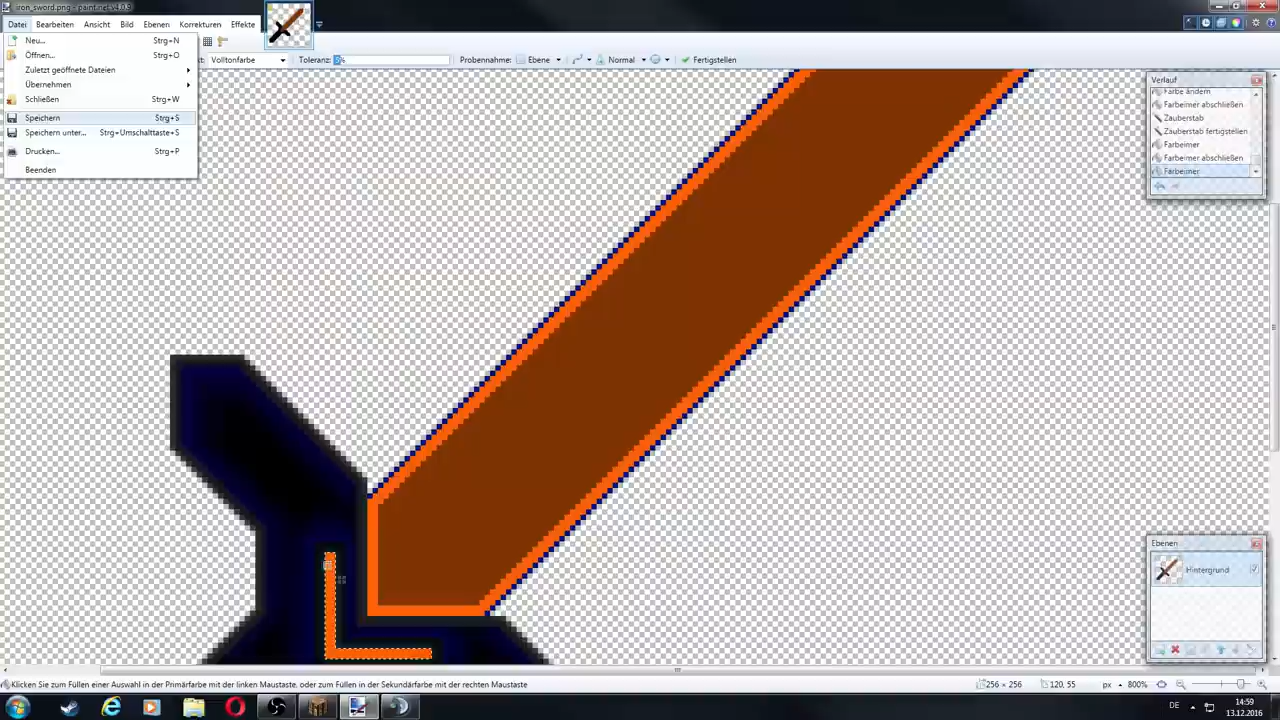 iron_sword.png - paint.net v4.0.5
Datei Bearbeiten Ansicht Bild Ebenen Korrekturen Effekte
Neu... Strg+N
Öffnen... Strg+O
Zuletzt geöffnete Dateien
Übernehmen
Schließen Strg+W
Speichern Strg+S
Speichern unter... Strg+Umschalttaste+S
Drucken... Strg+P
Beenden
Volltonfarbe
Toleranz:
Probennahme: Ebene
Normal
Fertigstellen
Verlauf
Farbe ändern
Farbeimer abschließen
Zauberstab
Zauberstab fertigstellen
Farbeimer
Farbeimer abschließen
Farbeimer
Ebenen
Hintergrund
Klicken Sie zum Füllen einer Auswahl in der Primärfarbe mit der linken Maustaste, oder zum Füllen in der Sekundärfarbe mit der rechten Maustaste
256 × 256
120, 55
px
800%
DE
14:59
13.12.2016